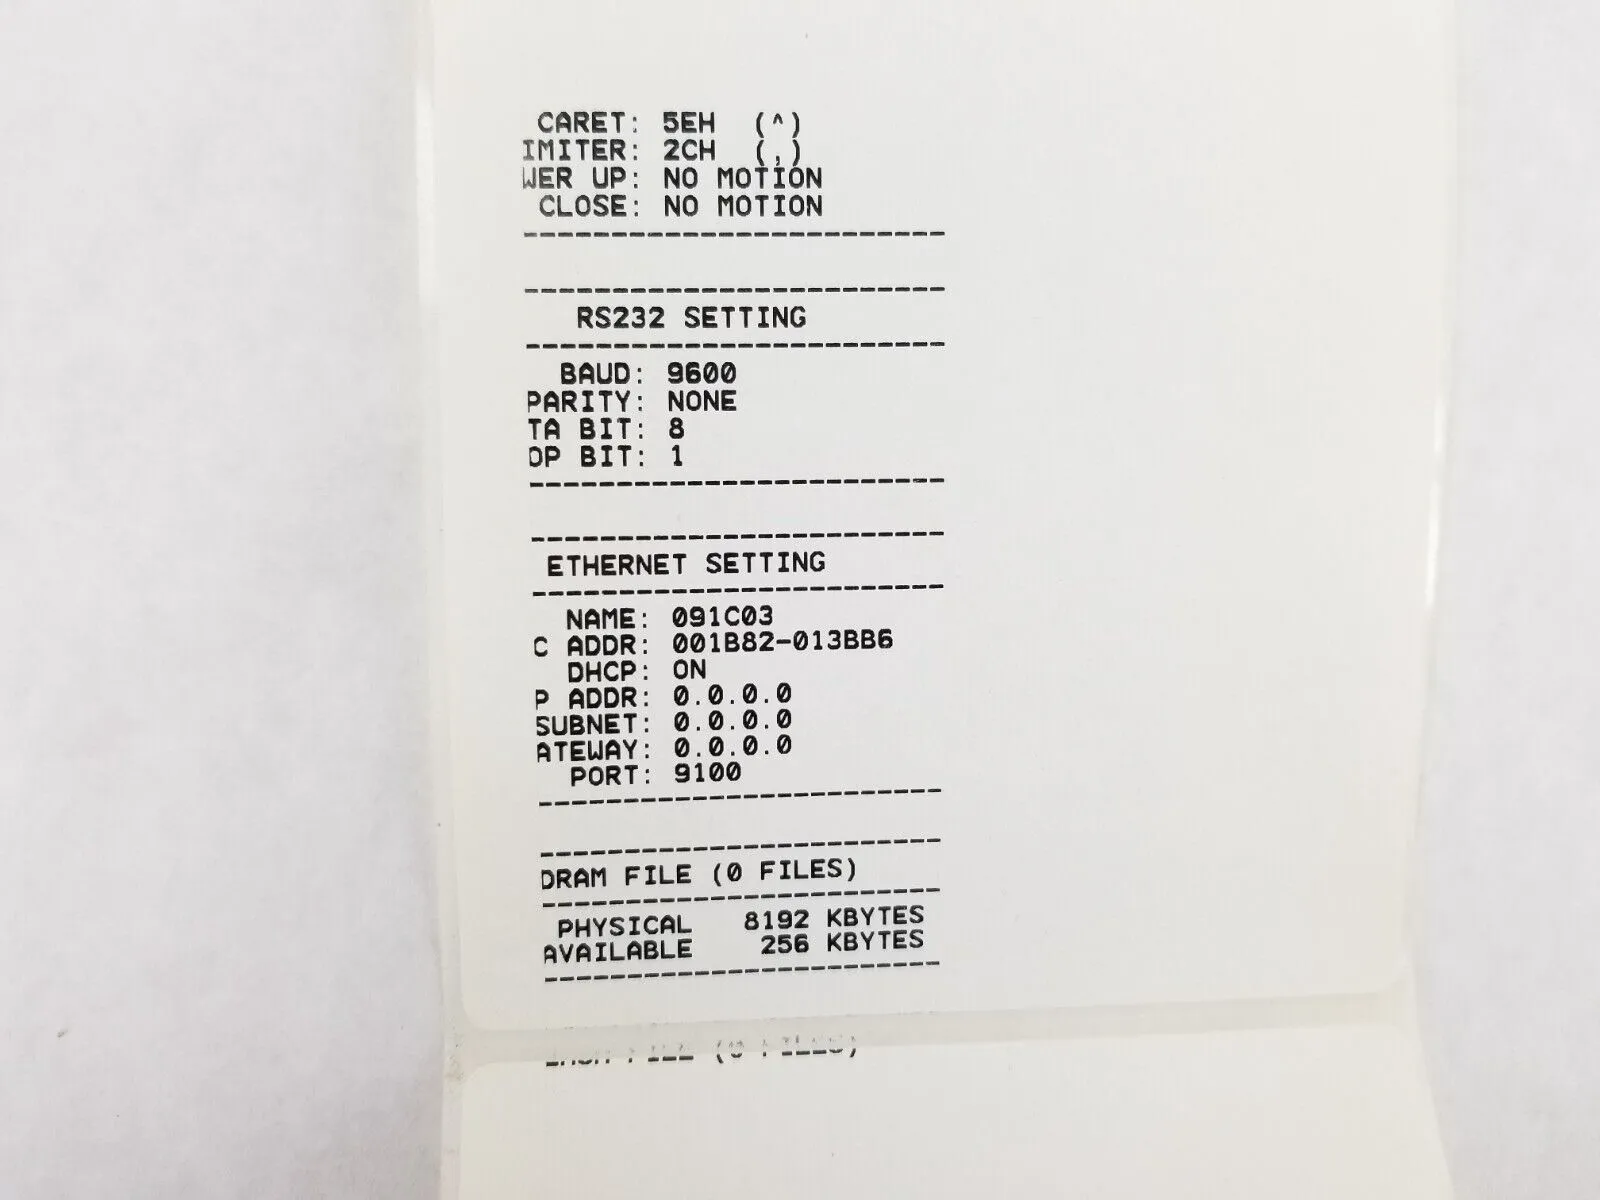 CARET: 5EH (^)
IMITER: 2CH (,)
WER UP: NO MOTION
CLOSE: NO MOTION
------------------------
------------------------
RS232 SETTING
------------------------
BAUD: 9600
PARITY: NONE
TA BIT: 8
OP BIT: 1
------------------------
------------------------
ETHERNET SETTING
------------------------
NAME: 091C03
C ADDR: 001B82-013BB6
DHCP: ON
P ADDR: 0.0.0.0
SUBNET: 0.0.0.0
ATEWAY: 0.0.0.0
PORT: 9100
------------------------
------------------------
DRAM FILE (0 FILES)
------------------------
PHYSICAL 8192 KBYTES
AVAILABLE 256 KBYTES
------------------------